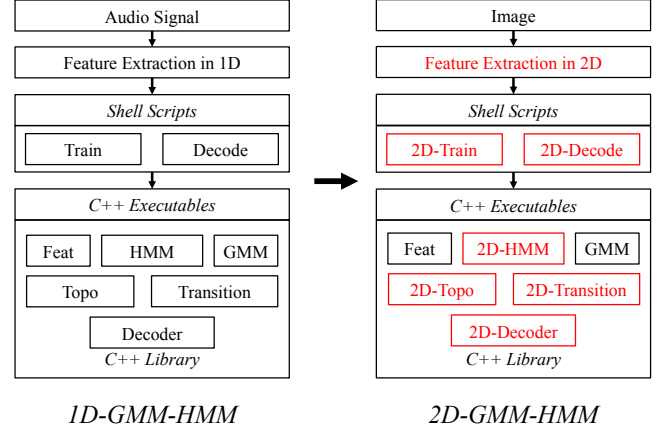 Audio Signal
Feature Extraction in 1D
Shell Scripts
Train Decode
C++ Executables
Feat HMM GMM
Topo Transition
Decoder
C++ Library
1D-GMM-HMM
Image
Feature Extraction in 2D
Shell Scripts
2D-Train 2D-Decode
C++ Executables
Feat 2D-HMM GMM
2D-Topo 2D-Transition
2D-Decoder
C++ Library
2D-GMM-HMM